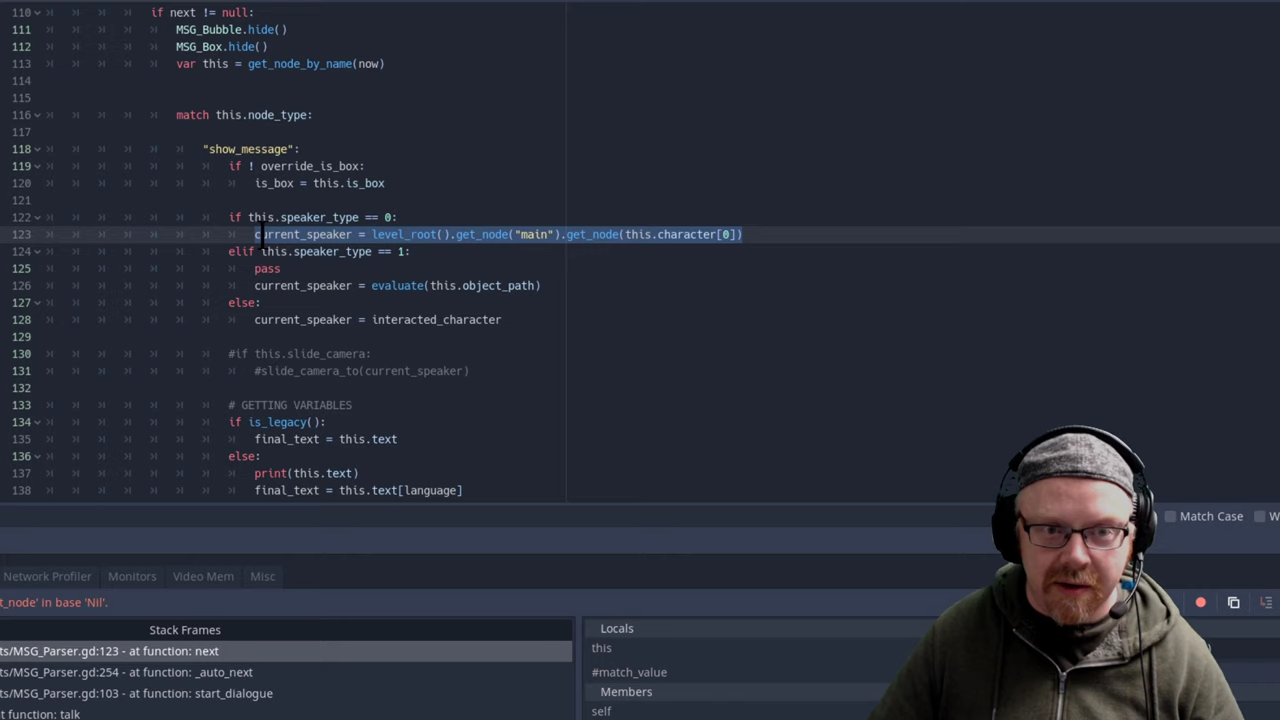 110 if next != null:
111 MSG_Bubble.hide()
112 MSG_Box.hide()
113 var this = get_node_by_name(now)
114
115
116 match this.node_type:
117
118 "show_message":
119 if ! override_is_box:
120 is_box = this.is_box
121
122 if this.speaker_type == 0:
123 current_speaker = level_root().get_node("main").get_node(this.character[0])
124 elif this.speaker_type == 1:
125 pass
126 current_speaker = evaluate(this.object_path)
127 else:
128 current_speaker = interacted_character
129
130 #if this.slide_camera:
131 #slide_camera_to(current_speaker)
132
133 # GETTING VARIABLES
134 if is_legacy():
135 final_text = this.text
136 else:
137 print(this.text)
138 final_text = this.text[language]
Match Case W
Network Profiler Monitors Video Mem Misc
t_node' in base 'Nil'.
Stack Frames
ts/MSG_Parser.gd:123 - at function: next
ts/MSG_Parser.gd:254 - at function: _auto_next
ts/MSG_Parser.gd:103 - at function: start_dialogue
at function: talk
Locals
this
#match_value
Members
self